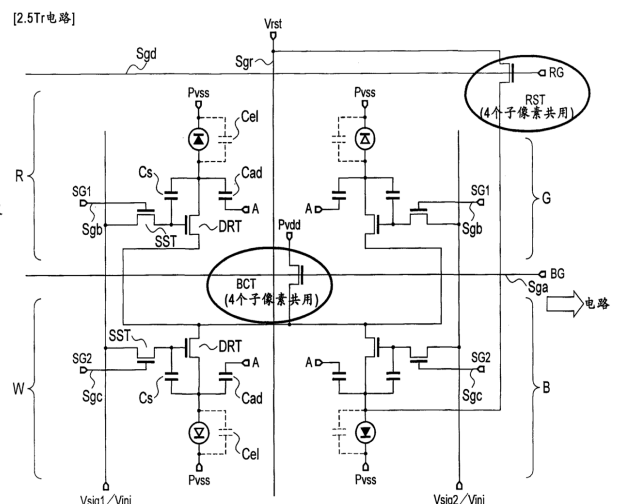 [2.5Tr电路]
Vrst
Sgd
Sgr
RG
RST
(4个子像素共用)
Pvss
Cel
Pvss
R
Cs
Cad
G
SG1
A
A
SG1
Sgb
SST
DRT
Sgb
Pvdd
BCT
(4个子像素共用)
BG
Sga
电路
SST
DRT
SG2
A
A
SG2
W
Sgc
Cs
Cad
Sgc
B
Cel
Pvss
Pvss
Vsig1/Vini
Vsig2/Vini